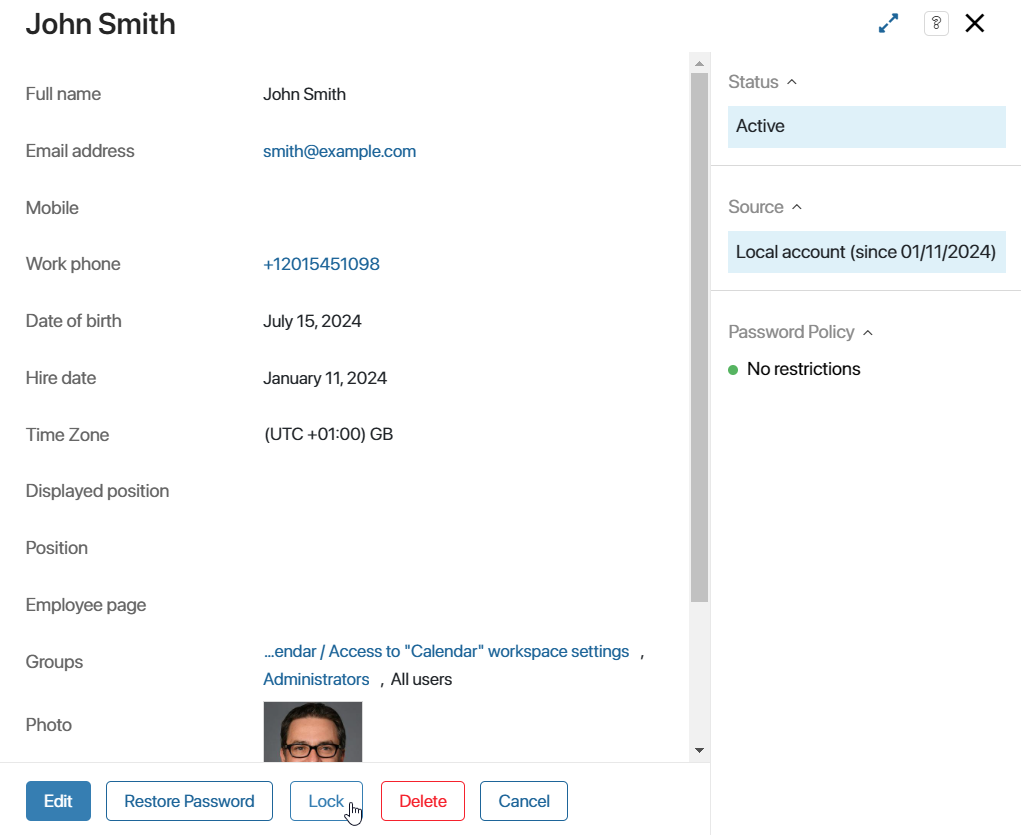 John Smith
?
Full name John Smith
Email address smith@example.com
Mobile
Work phone +12015451098
Date of birth July 15, 2024
Hire date January 11, 2024
Time Zone (UTC +01:00) GB
Displayed position
Position
Employee page
Groups ...endar / Access to "Calendar" workspace settings ,
Administrators , All users
Photo
Edit Restore Password Lock Delete Cancel
Status
Active
Source
Local account (since 01/11/2024)
Password Policy
No restrictions